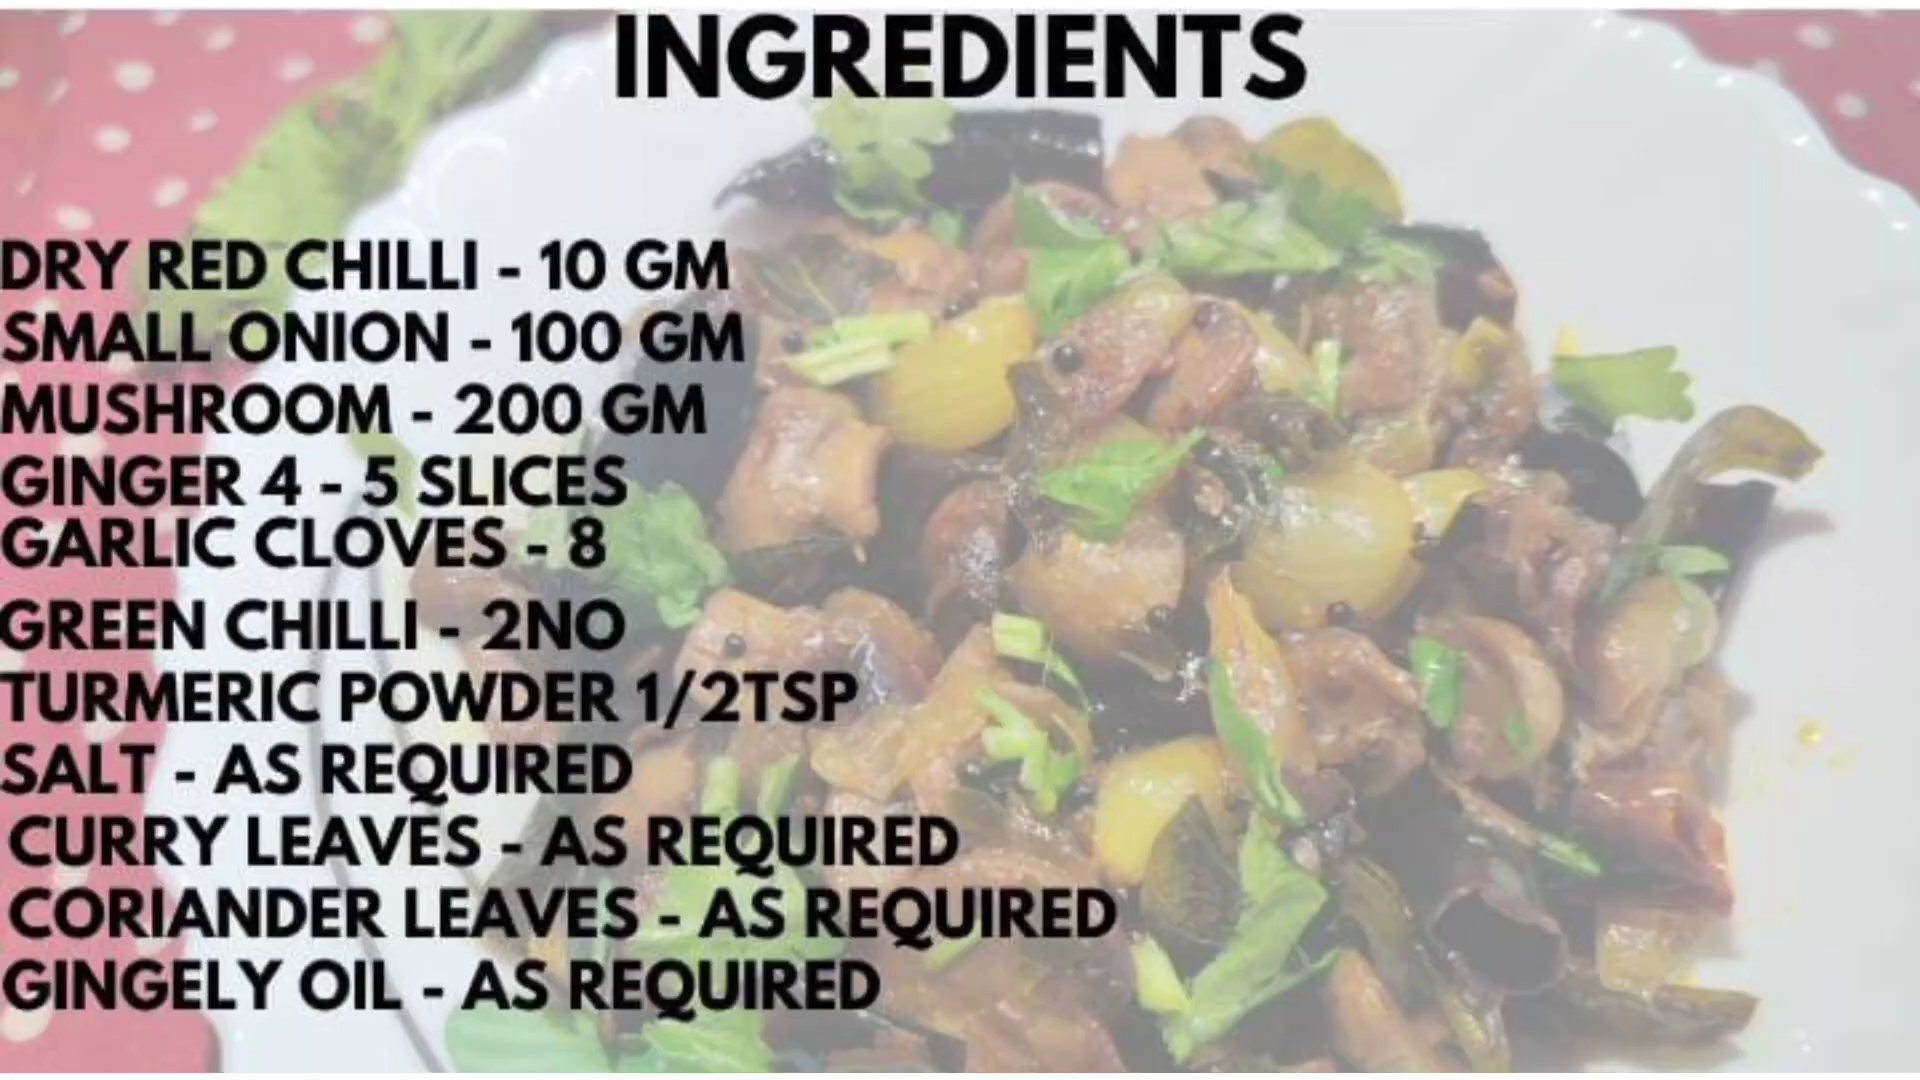 INGREDIENTS
DRY RED CHILLI - 10 GM
SMALL ONION - 100 GM
MUSHROOM - 200 GM
GINGER 4 - 5 SLICES
GARLIC CLOVES - 8
GREEN CHILLI - 2NO
TURMERIC POWDER 1/2TSP
SALT - AS REQUIRED
CURRY LEAVES - AS REQUIRED
CORIANDER LEAVES - AS REQUIRED
GINGELY OIL - AS REQUIRED